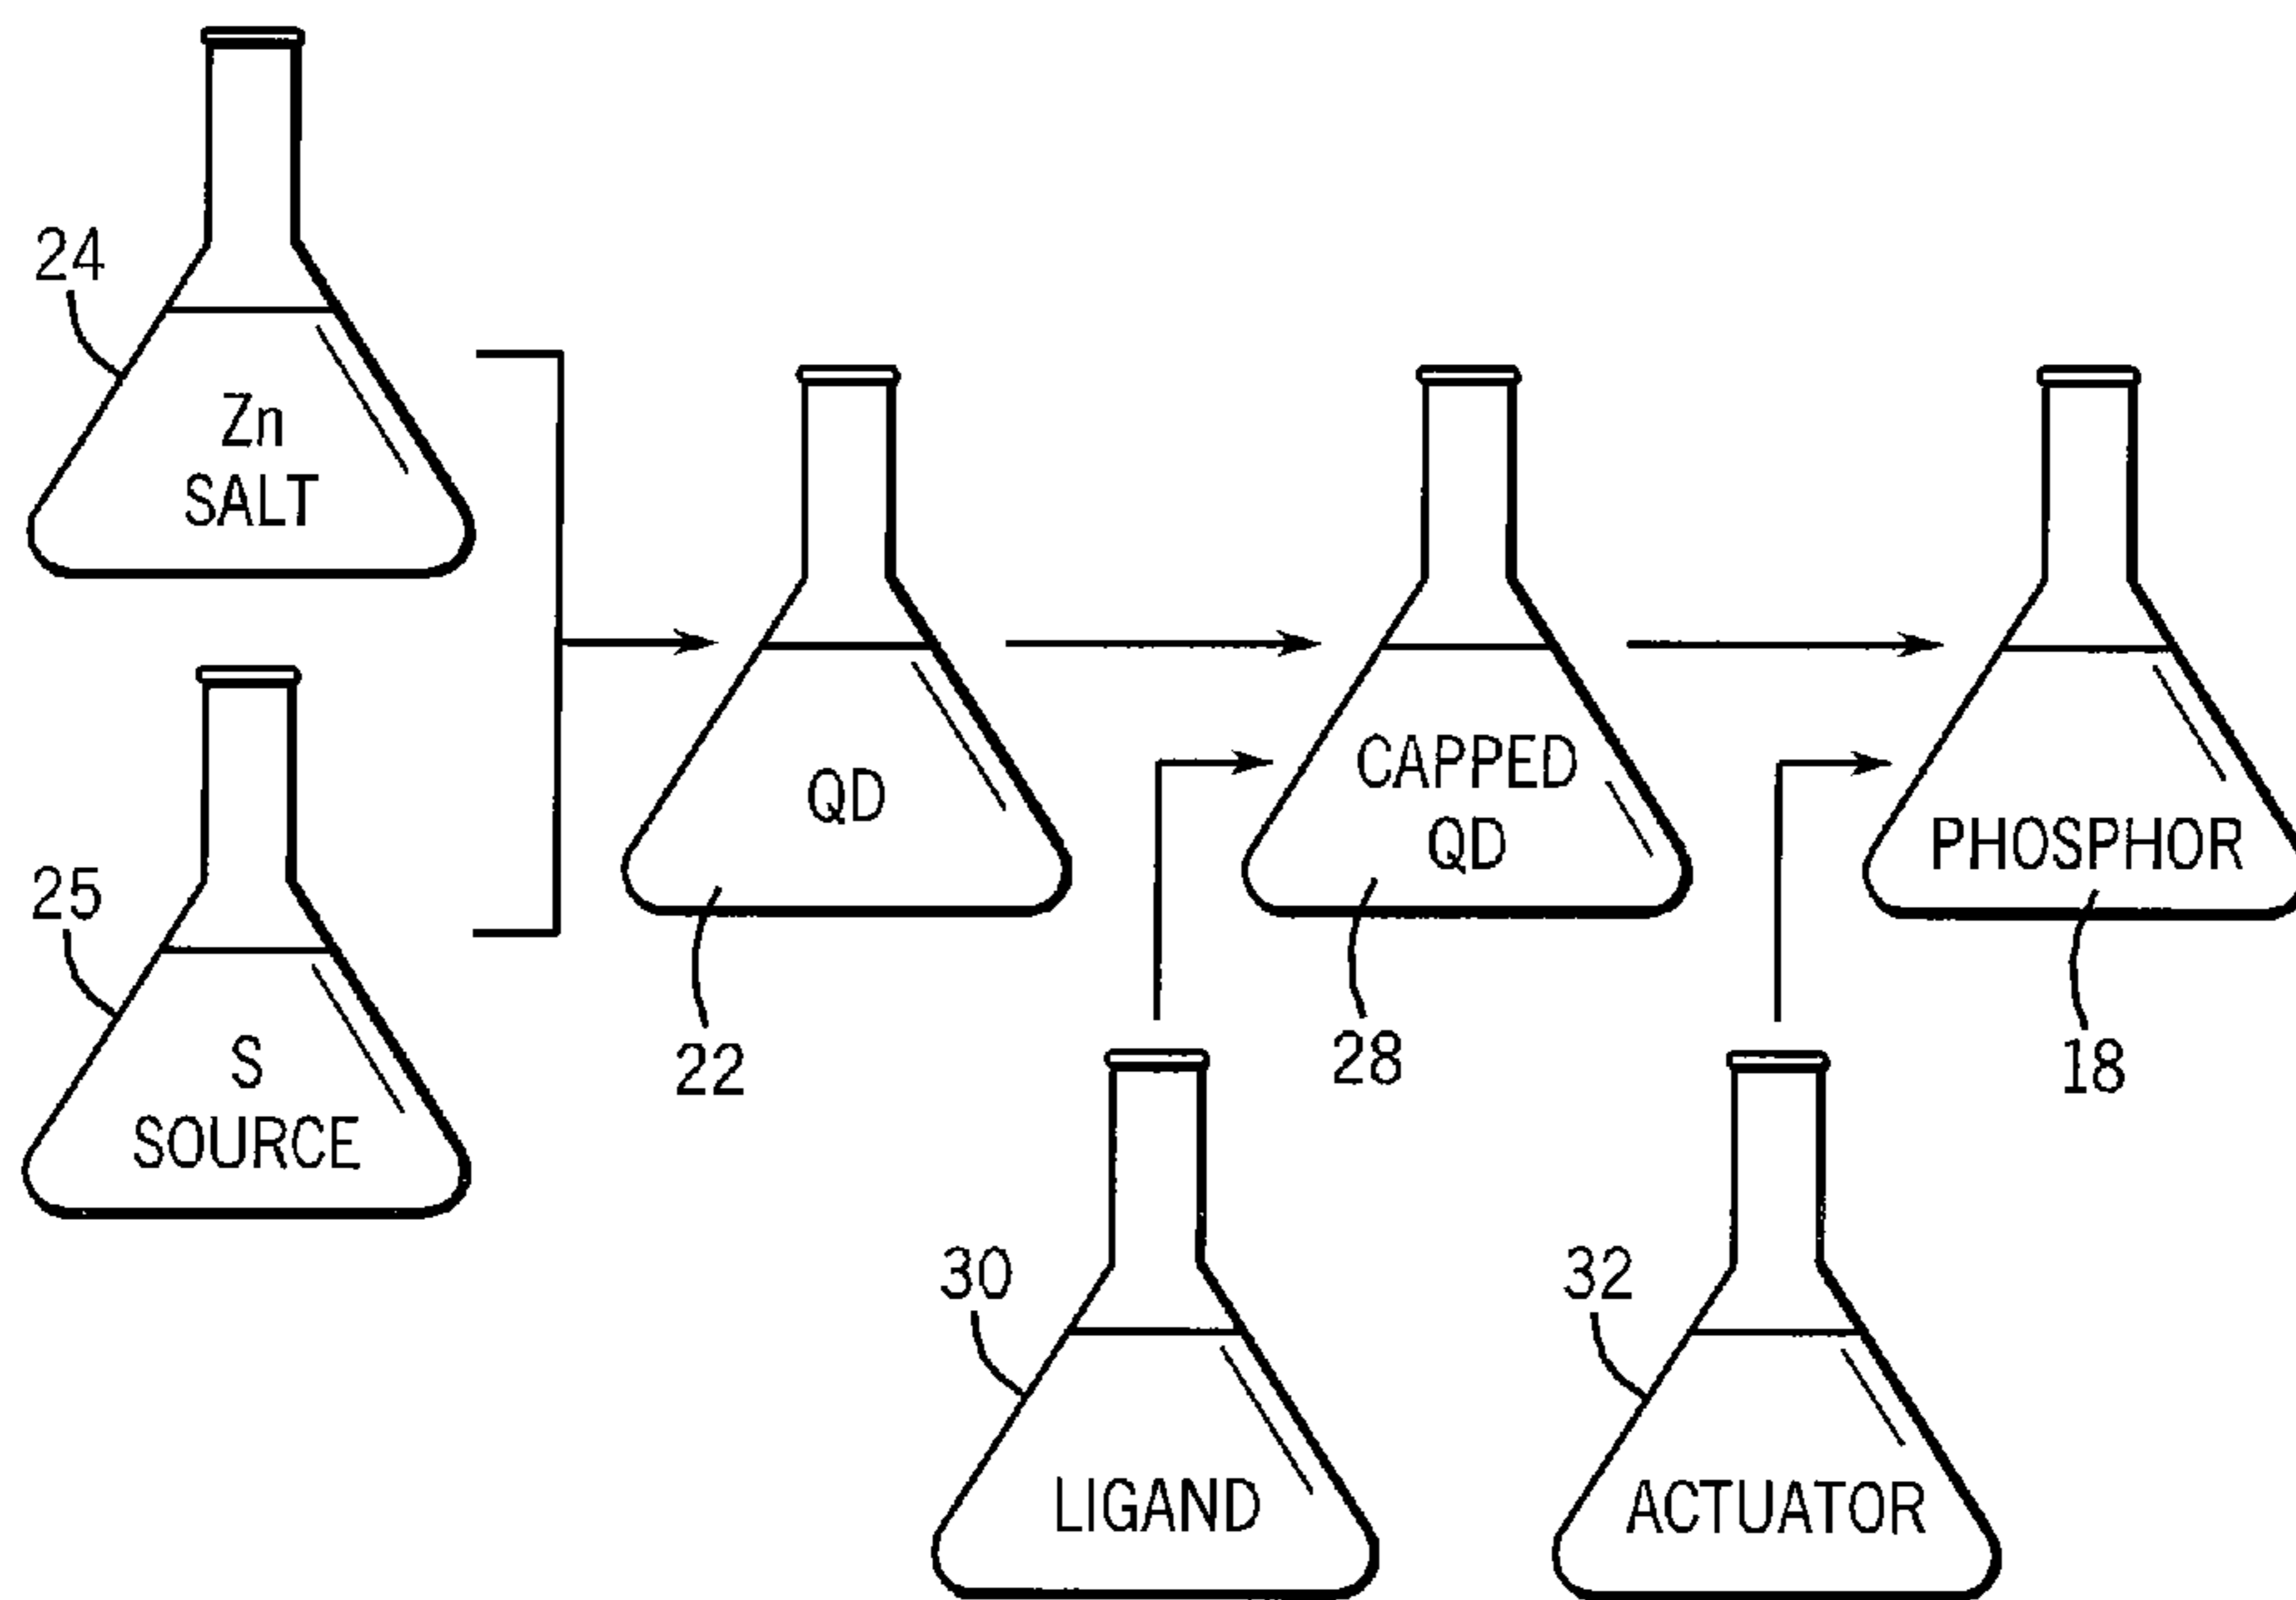 24
Zn
SALT
25
S
SOURCE
QD
22
CAPPED
QD
28
PHOSPHOR
18
30
LIGAND
32
ACTUATOR